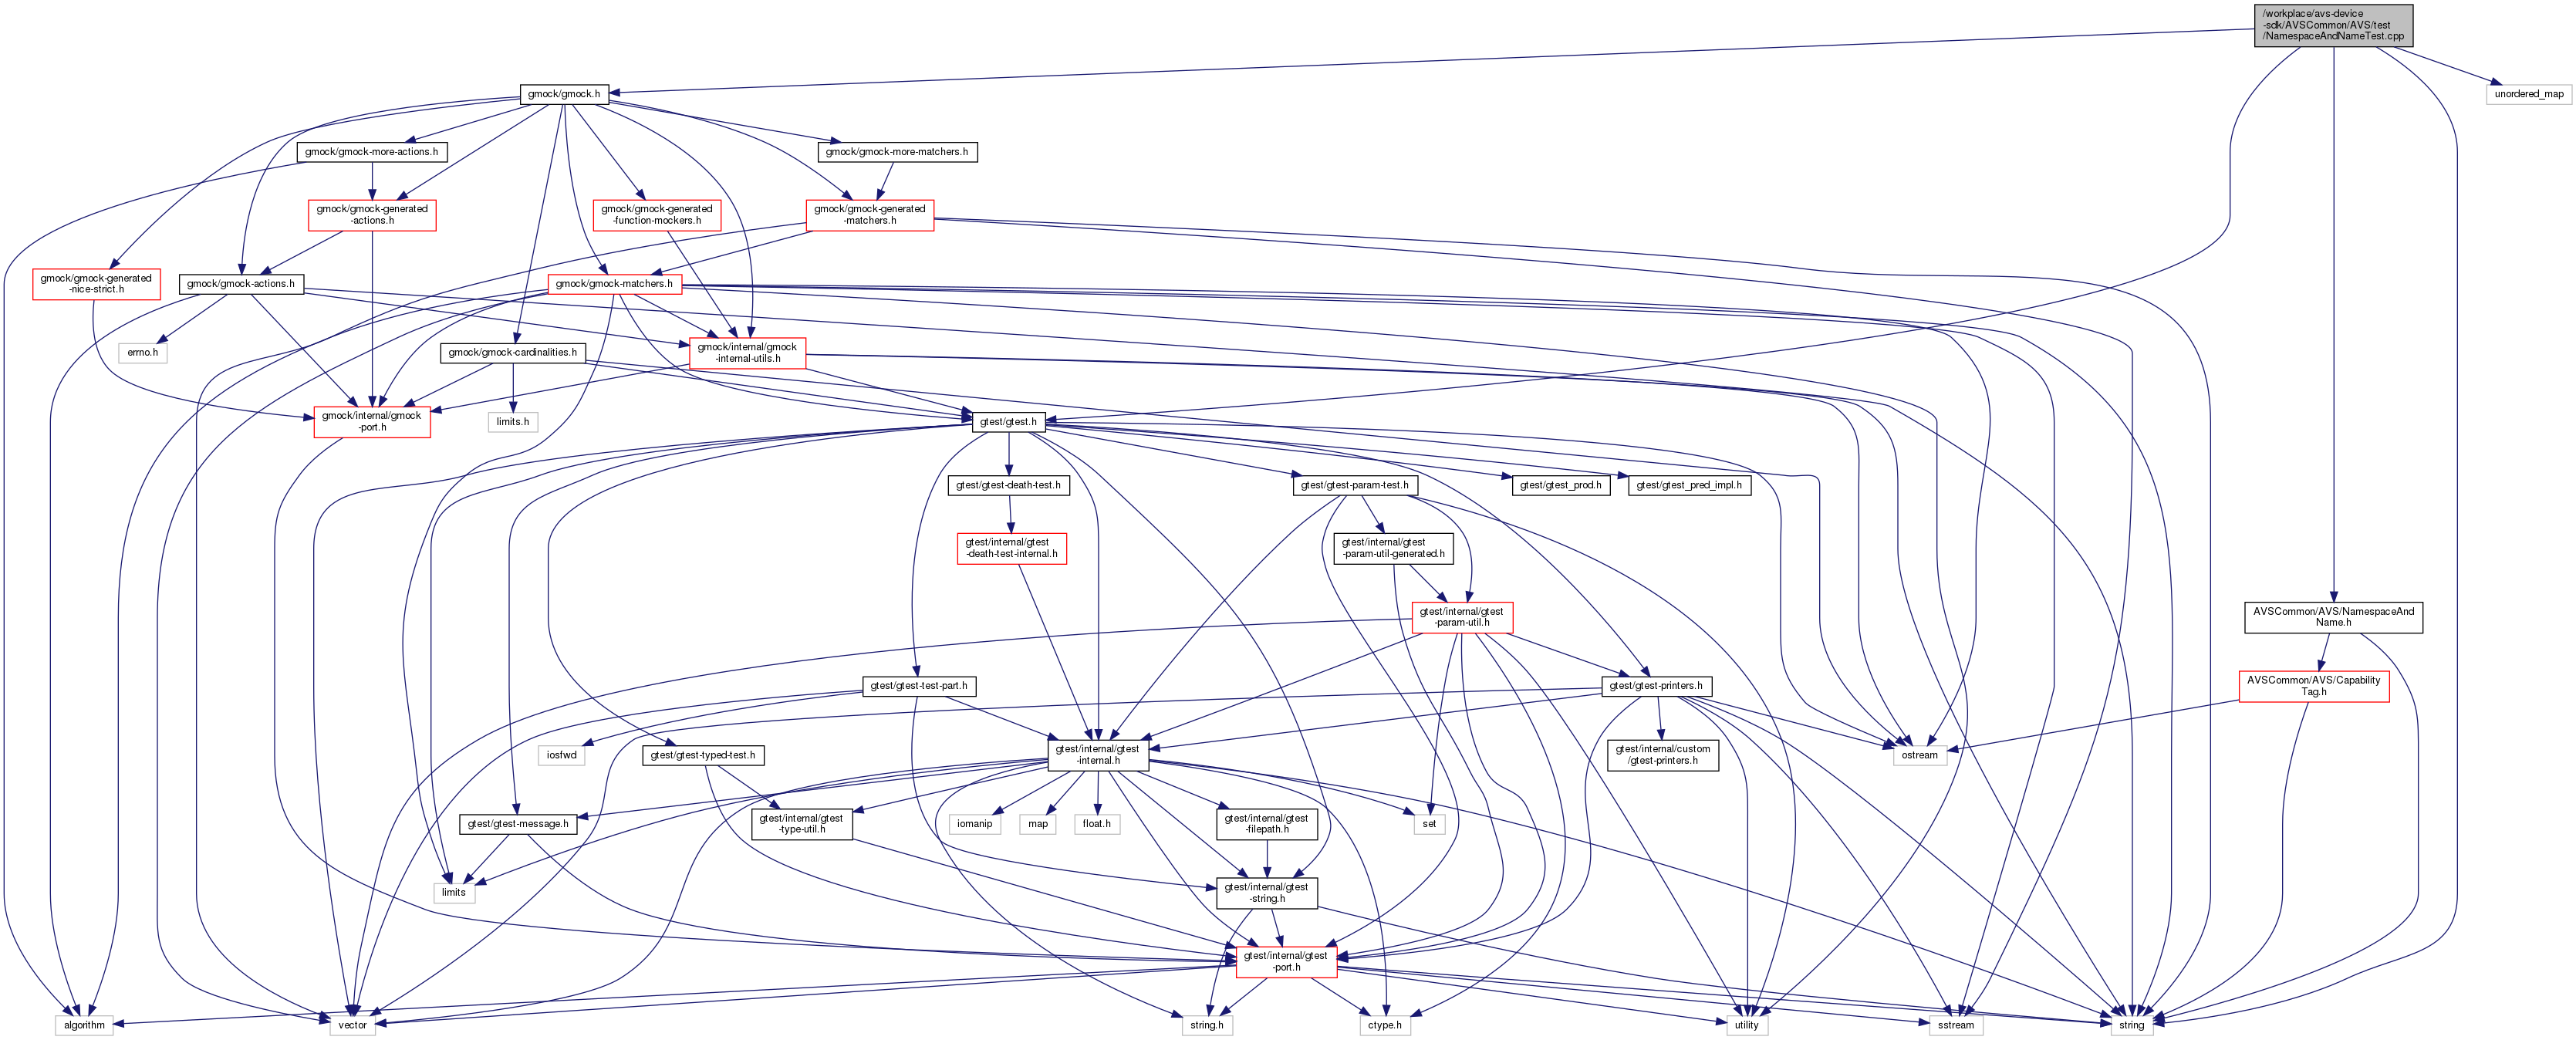 /workplace/avs-device
-sdk/AVSCommon/AVS/test
/NamespaceAndNameTest.cpp
gmock/gmock.h
unordered_map
gmock/gmock-more-actions.h
gmock/gmock-more-matchers.h
gmock/gmock-generated
-actions.h
gmock/gmock-generated
-function-mockers.h
gmock/gmock-generated
-matchers.h
gmock/gmock-generated
-nice-strict.h
gmock/gmock-actions.h
gmock/gmock-matchers.h
errno.h
gmock/gmock-cardinalities.h
gmock/internal/gmock
-internal-utils.h
gmock/internal/gmock
-port.h
limits.h
gtest/gtest.h
gtest/gtest-death-test.h
gtest/gtest-param-test.h
gtest/gtest_prod.h
gtest/gtest_pred_impl.h
gtest/internal/gtest
-death-test-internal.h
gtest/internal/gtest
-param-util-generated.h
gtest/internal/gtest
-param-util.h
AVSCommon/AVS/NamespaceAnd
Name.h
gtest/gtest-test-part.h
gtest/gtest-printers.h
AVSCommon/AVS/Capability
Tag.h
iosfwd
gtest/gtest-typed-test.h
gtest/internal/gtest
-internal.h
gtest/internal/custom
/gtest-printers.h
ostream
gtest/gtest-message.h
gtest/internal/gtest
-type-util.h
iomanip
map
float.h
gtest/internal/gtest
-filepath.h
set
limits
gtest/internal/gtest
-string.h
gtest/internal/gtest
-port.h
algorithm
vector
string.h
ctype.h
utility
sstream
string